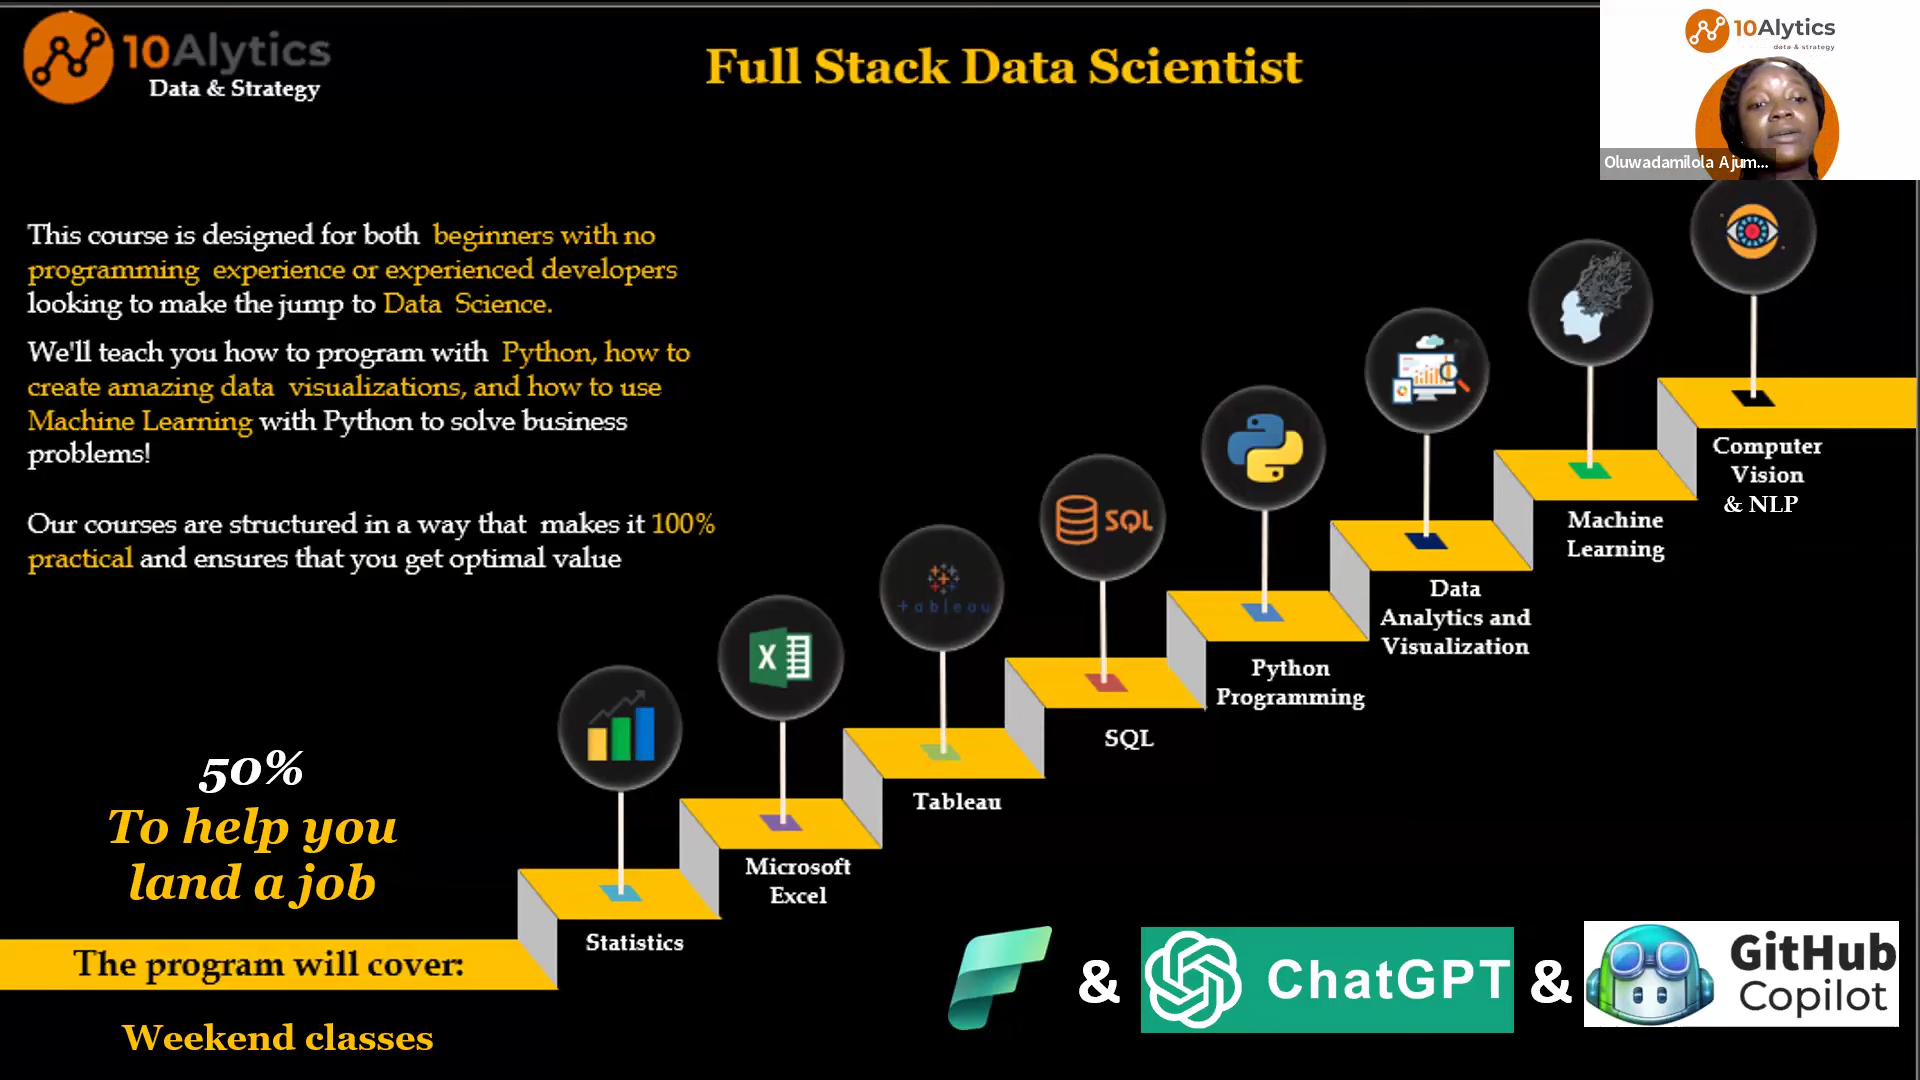 10Alytics
Data & Strategy
Full Stack Data Scientist
10Alytics
data & strategy
Oluwadamilola Ajum...
This course is designed for both beginners with no
programming experience or experienced developers
looking to make the jump to Data Science.
We'll teach you how to program with Python, how to
create amazing data visualizations, and how to use
Machine Learning with Python to solve business
problems!
Our courses are structured in a way that makes it 100%
practical and ensures that you get optimal value
50%
To help you
land a job
The program will cover:
Weekend classes
Statistics
X
Microsoft
Excel
+ableau
Tableau
SQL
SQL
Python
Programming
Data
Analytics and
Visualization
Machine
Learning
Computer
Vision
& NLP
& ChatGPT & GitHub
Copilot